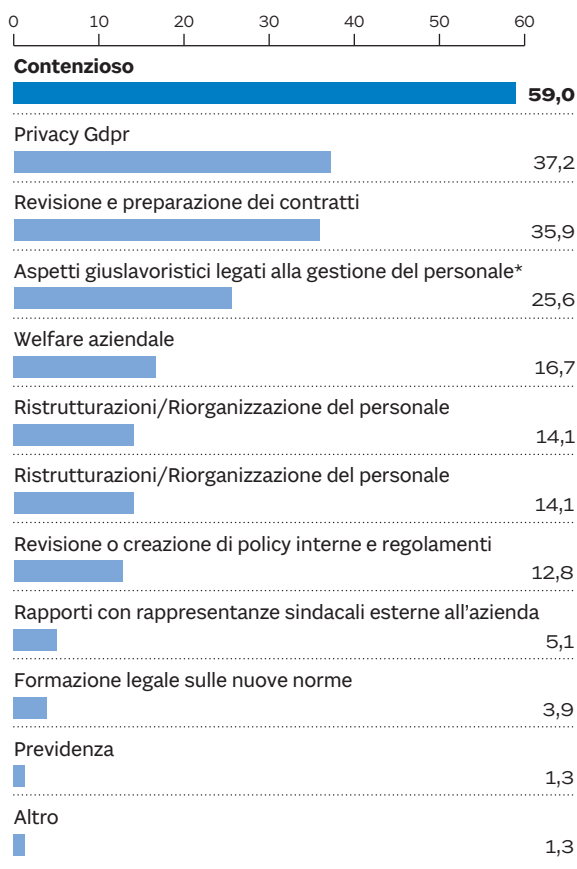 0 10 20 30 40 50 60
Contenzioso
59,0
Privacy Gdpr
37,2
Revisione e preparazione dei contratti
35,9
Aspetti giuslavoristici legati alla gestione del personale*
25,6
Welfare aziendale
16,7
Ristrutturazioni/Riorganizzazione del personale
14,1
Ristrutturazioni/Riorganizzazione del personale
14,1
Revisione o creazione di policy interne e regolamenti
12,8
Rapporti con rappresentanze sindacali esterne all’azienda
5,1
Formazione legale sulle nuove norme
3,9
Previdenza
1,3
Altro
1,3